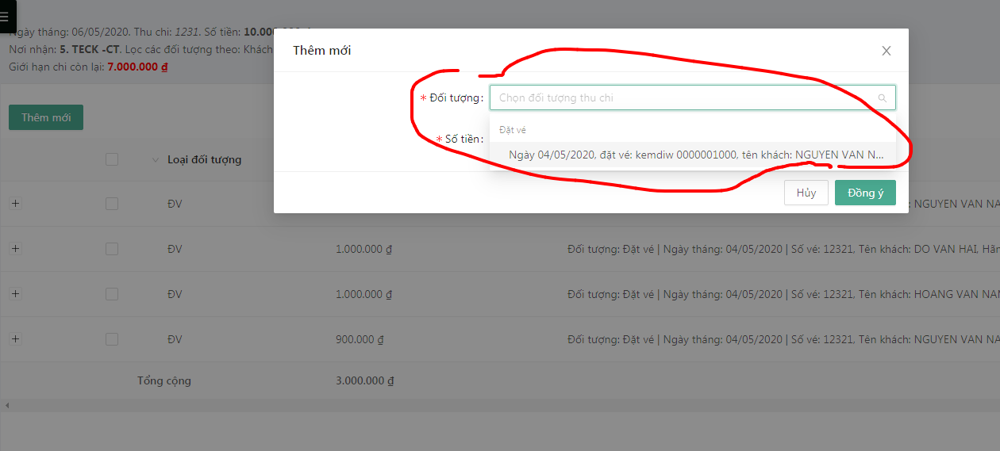 Ngày tháng: 06/05/2020. Thu chi: 1231. Số tiền: 10.00
Nơi nhận: 5. TECK -CT. Lọc các đối tượng theo: Khách
Giới hạn chi còn lại: 7.000.000 ₫
Thêm mới
Thêm mới
* Đối tượng: Chọn đối tượng thu chi
Đặt vé
* Số tiền:
Ngày 04/05/2020, đặt vé: kemdiw 0000001000, tên khách: NGUYEN VAN N...
Hủy Đồng ý
Loại đối tượng
ĐV : NGUYEN VAN NA
ĐV 1.000.000 ₫ Đối tượng: Đặt vé | Ngày tháng: 04/05/2020 | Số vé: 12321, Tên khách: DO VAN HAI, Hãn
ĐV 1.000.000 ₫ Đối tượng: Đặt vé | Ngày tháng: 04/05/2020 | Số vé: 12321, Tên khách: HOANG VAN NAM
ĐV 900.000 ₫ Đối tượng: Đặt vé | Ngày tháng: 04/05/2020 | Số vé: 12321, Tên khách: NGUYEN VAN NA
Tổng cộng 3.000.000 ₫